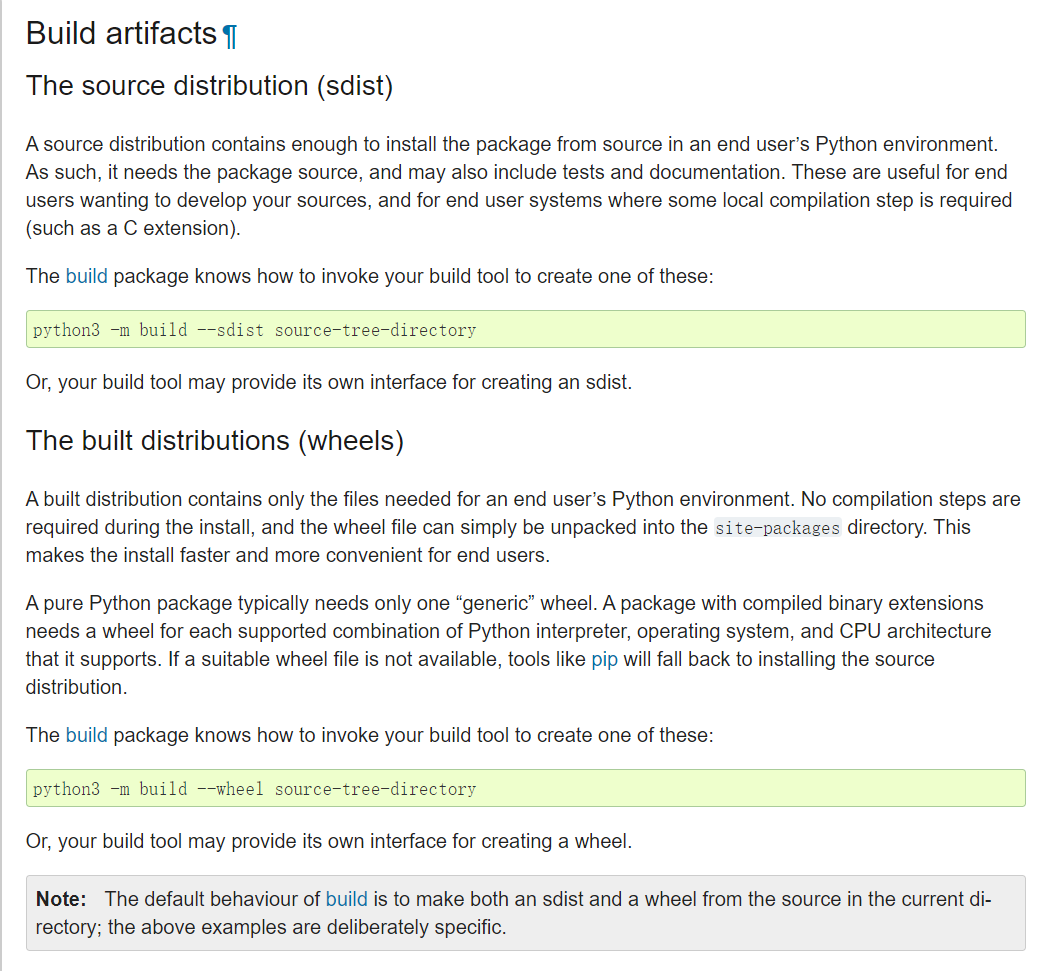 Build artifacts¶
The source distribution (sdist)
A source distribution contains enough to install the package from source in an end user’s Python environment.
As such, it needs the package source, and may also include tests and documentation. These are useful for end
users wanting to develop your sources, and for end user systems where some local compilation step is required
(such as a C extension).
The build package knows how to invoke your build tool to create one of these:
python3 -m build --sdist source-tree-directory
Or, your build tool may provide its own interface for creating an sdist.
The built distributions (wheels)
A built distribution contains only the files needed for an end user’s Python environment. No compilation steps are
required during the install, and the wheel file can simply be unpacked into the site-packages directory. This
makes the install faster and more convenient for end users.
A pure Python package typically needs only one “generic” wheel. A package with compiled binary extensions
needs a wheel for each supported combination of Python interpreter, operating system, and CPU architecture
that it supports. If a suitable wheel file is not available, tools like pip will fall back to installing the source
distribution.
The build package knows how to invoke your build tool to create one of these:
python3 -m build --wheel source-tree-directory
Or, your build tool may provide its own interface for creating a wheel.
Note: The default behaviour of build is to make both an sdist and a wheel from the source in the current di-
rectory; the above examples are deliberately specific.